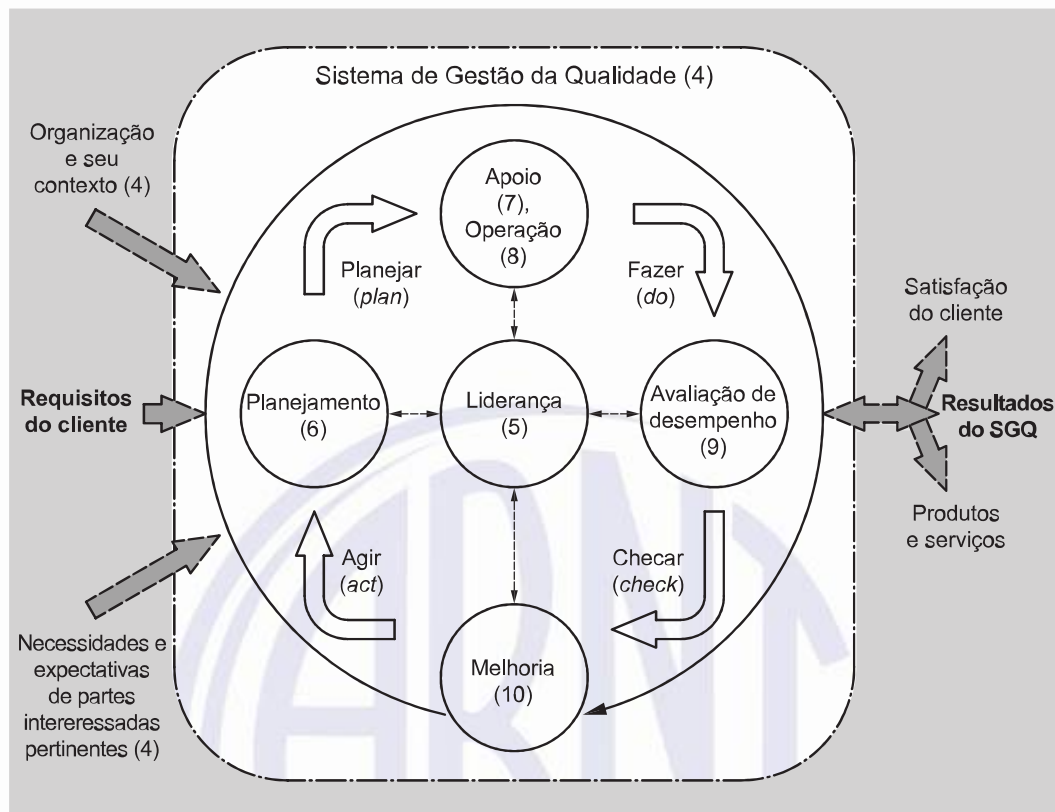 Sistema de Gestão da Qualidade (4)
Organização
e seu
contexto (4)
Requisitos
do cliente
Necessidades e
expectativas
de partes
intereressadas
pertinentes (4)
Apoio
(7),
Operação
(8)
Planejar
(plan)
Fazer
(do)
Planejamento
(6)
Liderança
(5)
Avaliação de
desempenho
(9)
Agir
(act)
Checar
(check)
Melhoria
(10)
Satisfação
do cliente
Resultados
do SGQ
Produtos
e serviços